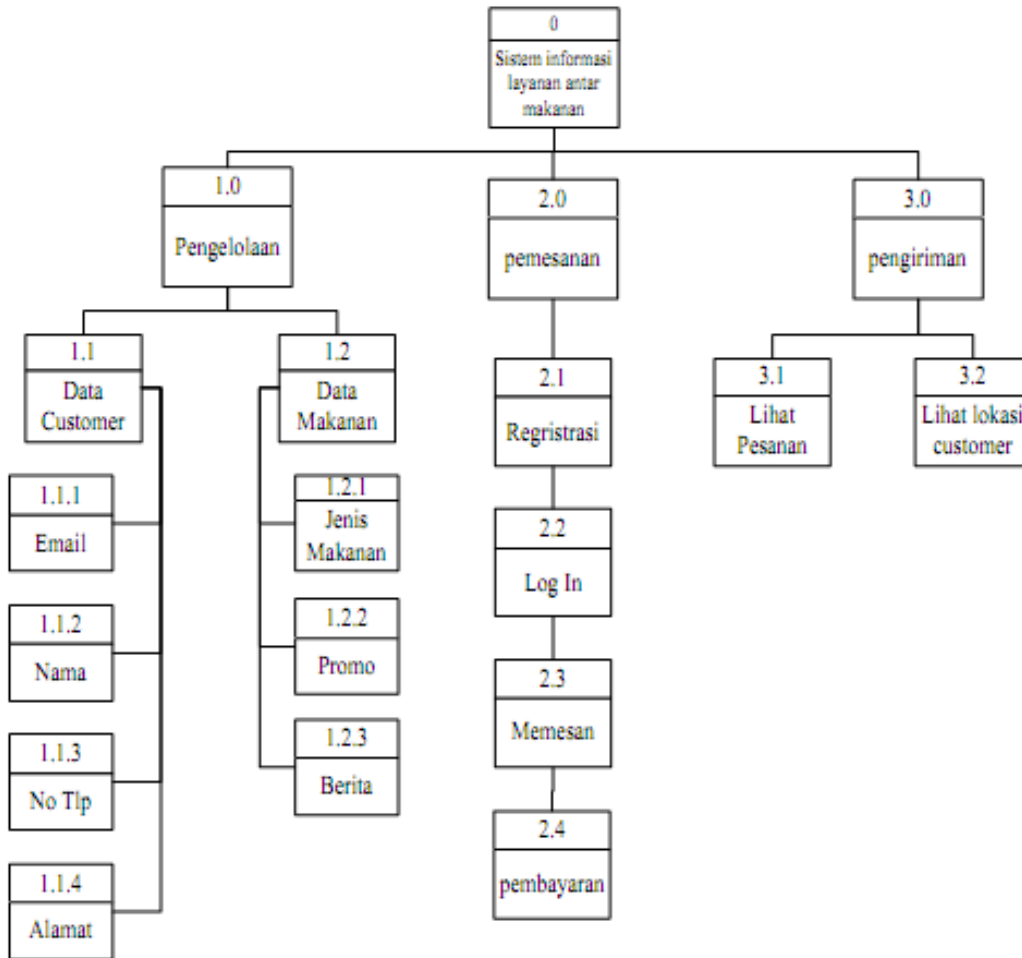 0
Sistem informasi
layanan antar
makanan
1.0
Pengelolaan
2.0
pemesanan
3.0
pengiriman
1.1
Data
Customer
1.2
Data
Makanan
2.1
Regristrasi
3.1
Lihat
Pesanan
3.2
Lihat lokasi
customer
1.1.1
Email
1.2.1
Jenis
Makanan
2.2
Log In
1.1.2
Nama
1.2.2
Promo
2.3
Memesan
1.1.3
No Tlp
1.2.3
Berita
2.4
pembayaran
1.1.4
Alamat